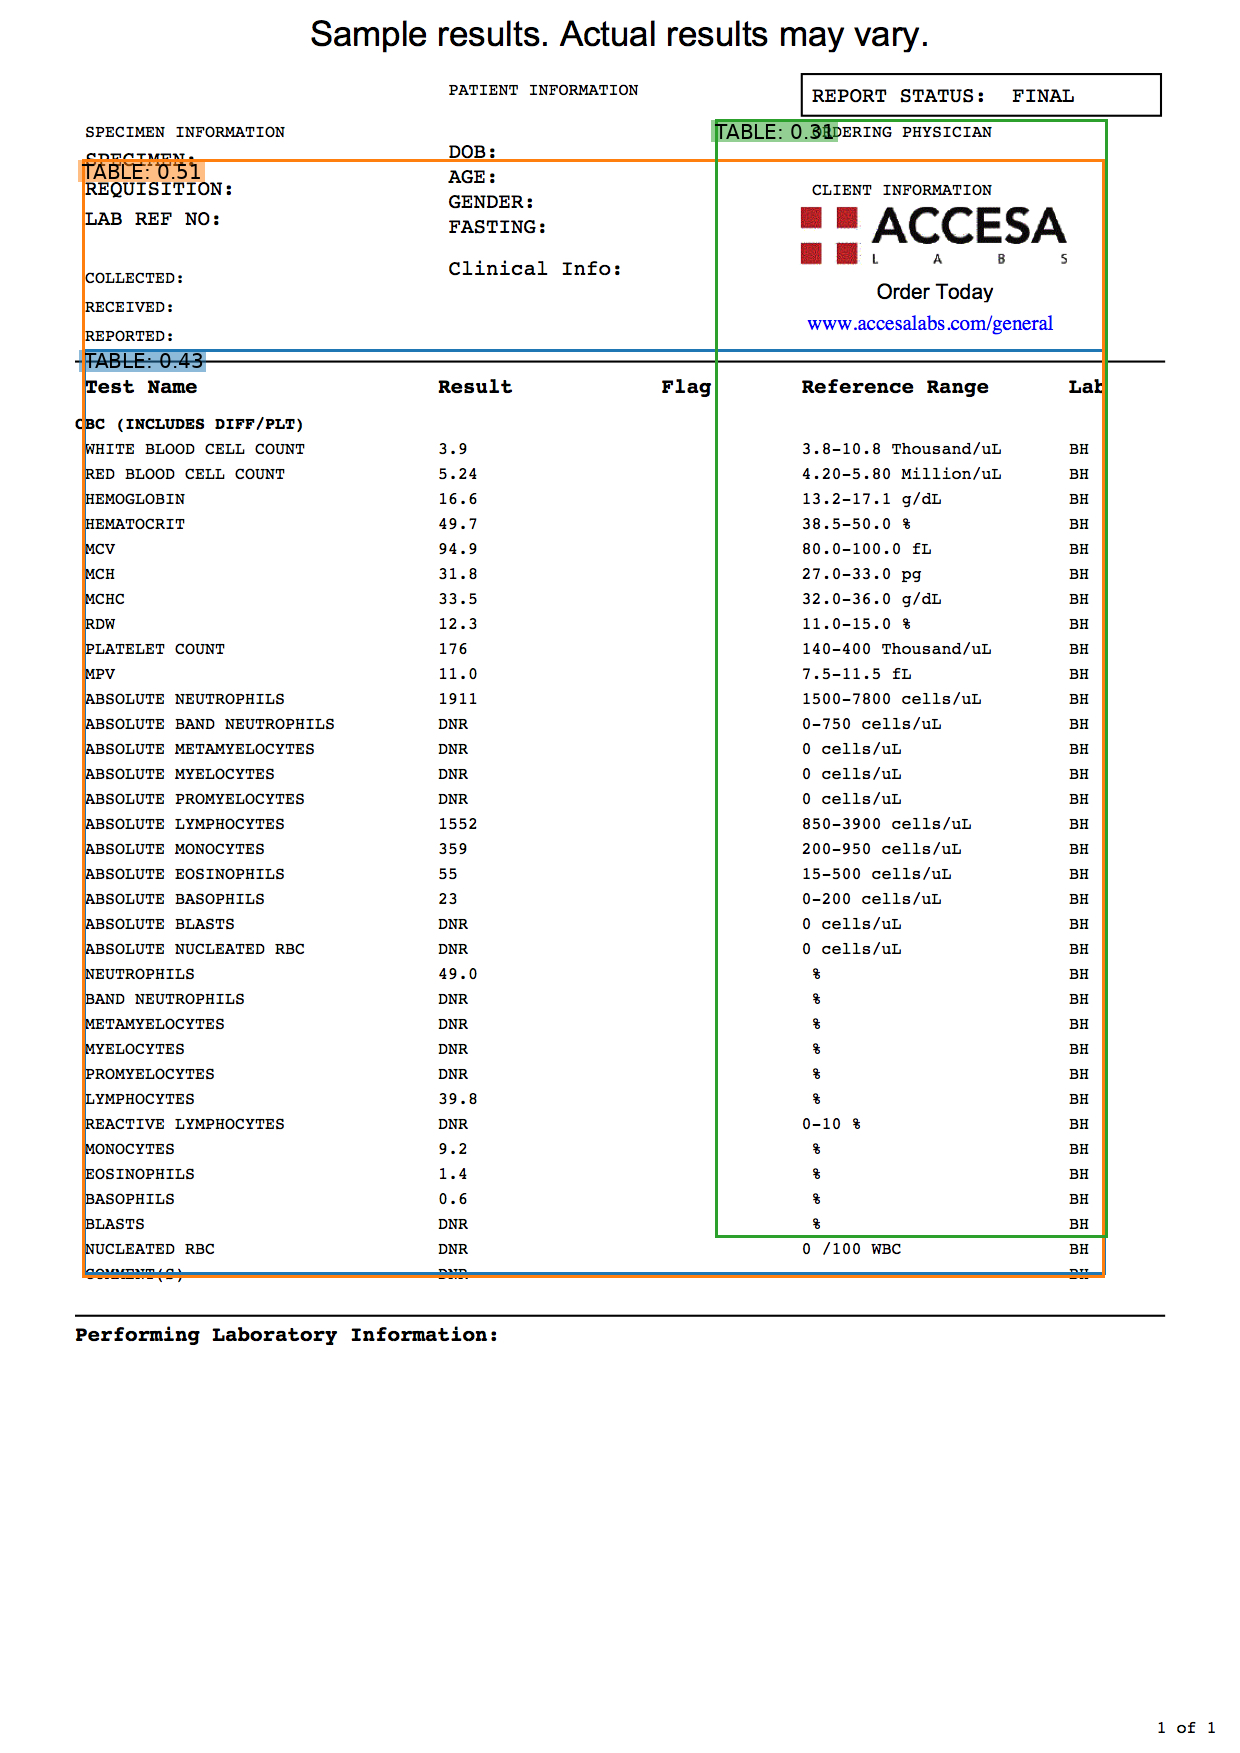 Sample results. Actual results may vary.
PATIENT INFORMATION
REPORT STATUS: FINAL
SPECIMEN INFORMATION
TABLE: 0.31
ORDERING PHYSICIAN
SPECIMEN:
DOB:
TABLE: 0.51
AGE:
REQUISITION:
CLIENT INFORMATION
GENDER:
LAB REF NO:
FASTING:
ACCESA
LABS
Clinical Info:
COLLECTED:
Order Today
RECEIVED:
www.accesalabs.com/general
REPORTED:
TABLE: 0.43
Test Name Result Flag Reference Range Lab
CBC (INCLUDES DIFF/PLT)
WHITE BLOOD CELL COUNT 3.9 3.8-10.8 Thousand/uL BH
RED BLOOD CELL COUNT 5.24 4.20-5.80 Million/uL BH
HEMOGLOBIN 16.6 13.2-17.1 g/dL BH
HEMATOCRIT 49.7 38.5-50.0 % BH
MCV 94.9 80.0-100.0 fL BH
MCH 31.8 27.0-33.0 pg BH
MCHC 33.5 32.0-36.0 g/dL BH
RDW 12.3 11.0-15.0 % BH
PLATELET COUNT 176 140-400 Thousand/uL BH
MPV 11.0 7.5-11.5 fL BH
ABSOLUTE NEUTROPHILS 1911 1500-7800 cells/uL BH
ABSOLUTE BAND NEUTROPHILS DNR 0-750 cells/uL BH
ABSOLUTE METAMYELOCYTES DNR 0 cells/uL BH
ABSOLUTE MYELOCYTES DNR 0 cells/uL BH
ABSOLUTE PROMYELOCYTES DNR 0 cells/uL BH
ABSOLUTE LYMPHOCYTES 1552 850-3900 cells/uL BH
ABSOLUTE MONOCYTES 359 200-950 cells/uL BH
ABSOLUTE EOSINOPHILS 55 15-500 cells/uL BH
ABSOLUTE BASOPHILS 23 0-200 cells/uL BH
ABSOLUTE BLASTS DNR 0 cells/uL BH
ABSOLUTE NUCLEATED RBC DNR 0 cells/uL BH
NEUTROPHILS 49.0 % BH
BAND NEUTROPHILS DNR % BH
METAMYELOCYTES DNR % BH
MYELOCYTES DNR % BH
PROMYELOCYTES DNR % BH
LYMPHOCYTES 39.8 % BH
REACTIVE LYMPHOCYTES DNR 0-10 % BH
MONOCYTES 9.2 % BH
EOSINOPHILS 1.4 % BH
BASOPHILS 0.6 % BH
BLASTS DNR % BH
NUCLEATED RBC DNR 0 /100 WBC BH
COMMENT(S) DNR BH
Performing Laboratory Information:
1 of 1